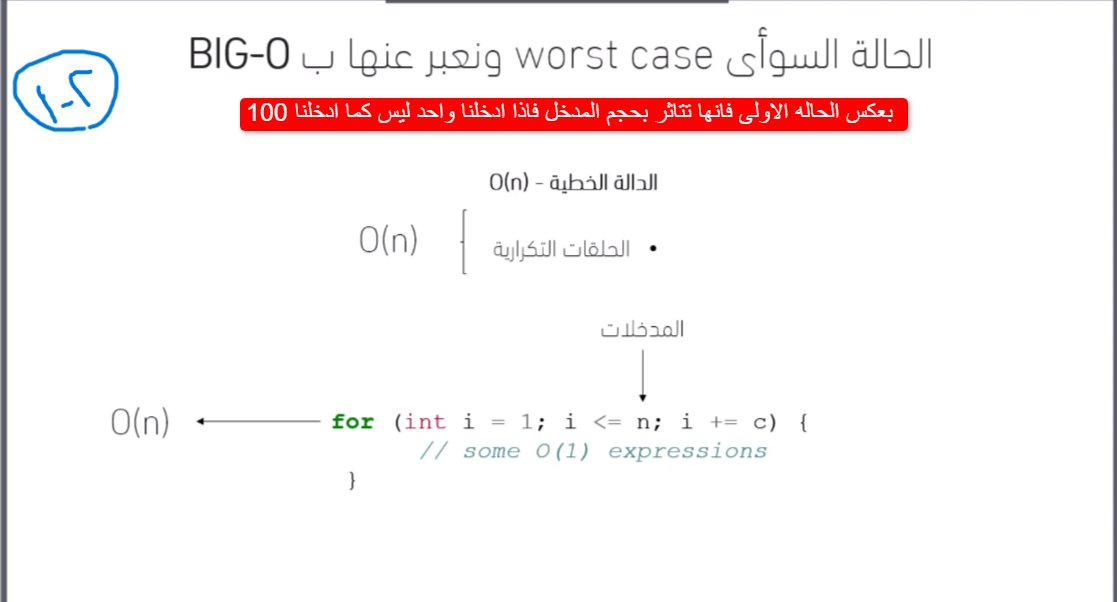 الحالة السوأى worst case ونعبر عنها ب BIG-O
٢-١
بعكس الحاله الاولى فانها تتاثر بحجم المدخل فاذا ادخلنا واحد ليس كما ادخلنا 100
الدالة الخطية - O(n)
• الحلقات التكرارية
O(n)
المدخلات
O(n)
for (int i = 1; i <= n; i += c) {
// some O(1) expressions
}